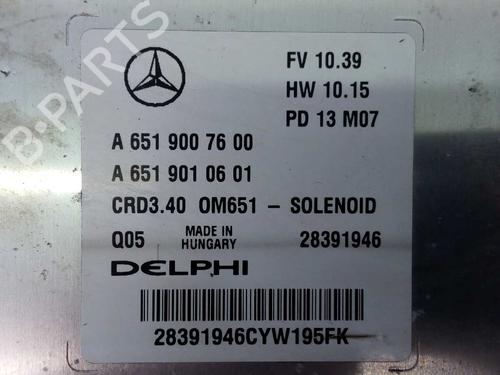 B-PARTS
FV 10.39
HW 10.15
PD 13 M07
A 651 900 76 00
A 651 901 06 01
CRD3.40 OM651 - SOLENOID
Q05 MADE IN HUNGARY 28391946
DELPHI
28391946CYW195FK